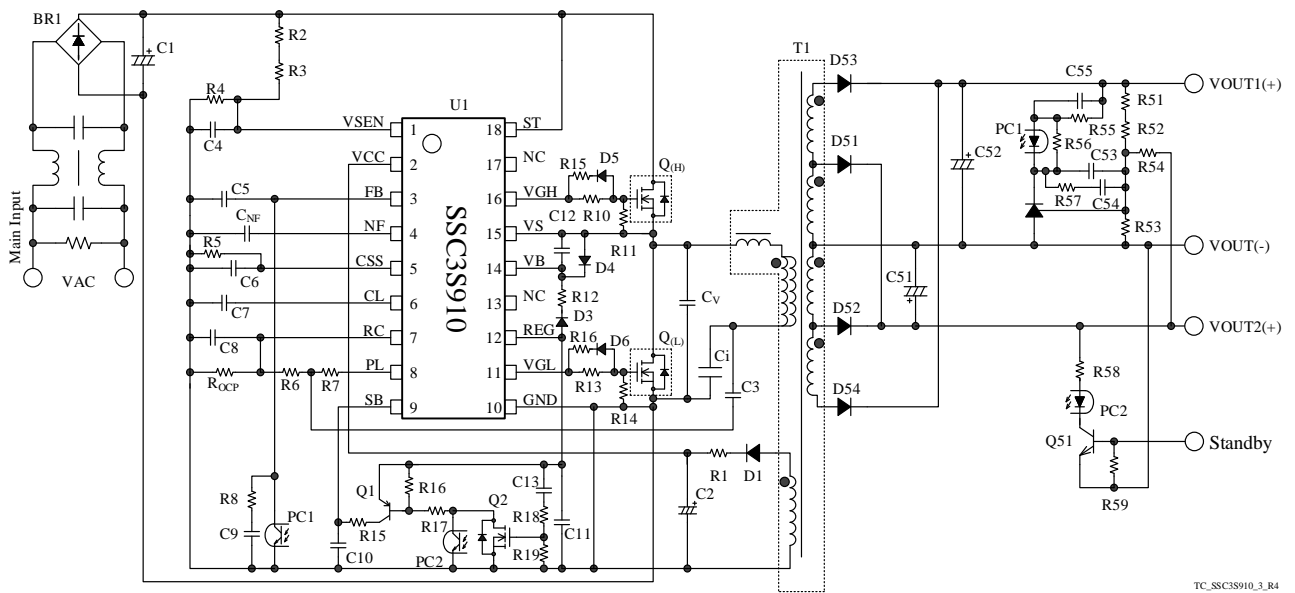 BR1
C1
R2
R3
R4
C4
Main Input
VAC
U1
SSC3S910
VSEN 1
VCC 2
FB 3
NF 4
CSS 5
CL 6
RC 7
PL 8
SB 9
18 ST
17 NC
16 VGH
15 VS
14 VB
13 NC
12 REG
11 VGL
10 GND
C5
CNF
R5
C6
C7
C8
ROCP
R6
R7
R15
D5
Q(H)
R10
C12
R11
D4
R12
D3
R16
D6
Q(L)
R13
R14
CV
Ci
C3
T1
D53
D51
D52
D54
C52
C51
C55
PC1
R55
R56
R51
R52
C53
R54
R57
C54
R53
VOUT1(+)
VOUT(-)
VOUT2(+)
R58
PC2
Q51
Standby
R59
R8
C9
PC1
Q1
R16
R15
C10
R17
PC2
Q2
C13
R18
R19
C11
C2
R1
D1
TC_SSC3S910_3_R4